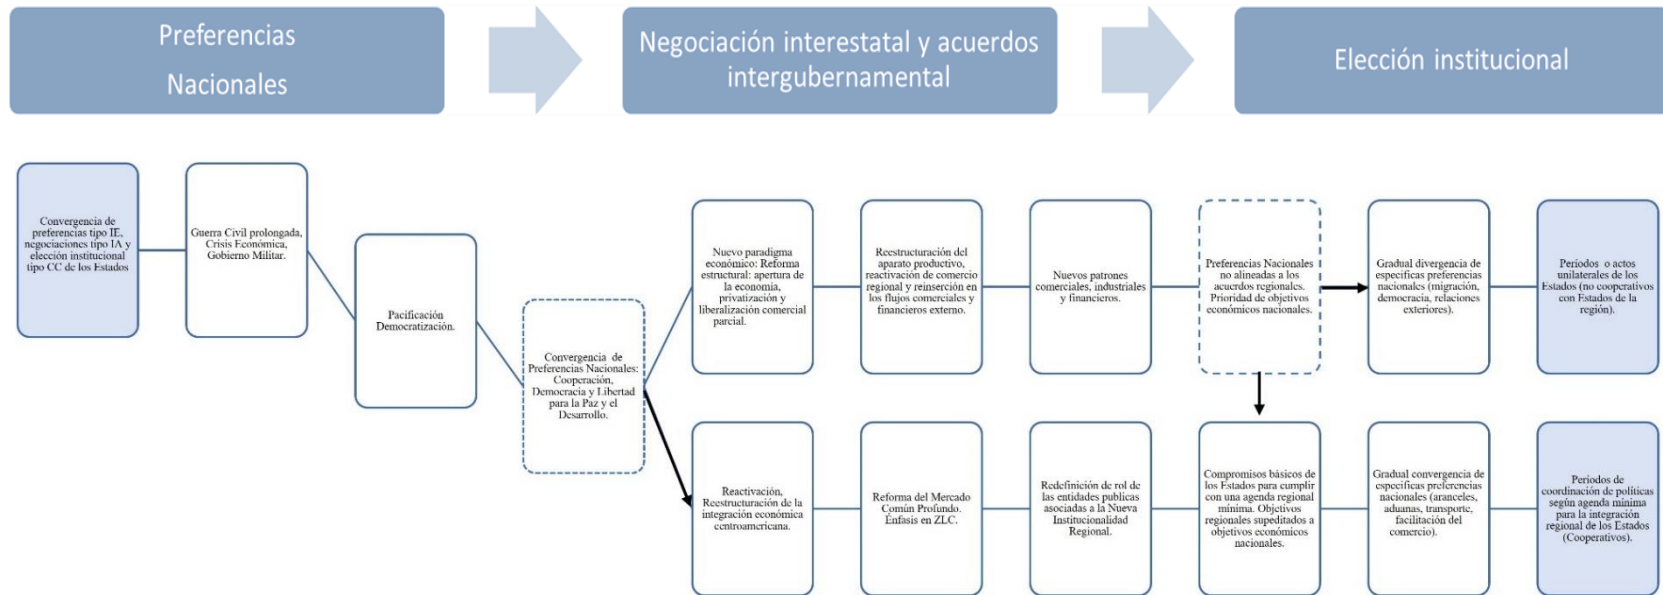 Preferencias
Nacionales
Negociación interestatal y acuerdos
intergubernamental
Elección institucional
Convergencia de
preferencias tipo IE,
negociaciones tipo IA y
elección institucional
tipo CC de los Estados
Guerra Civil prolongada,
Crisis Económica,
Gobierno Militar.
Pacificación
Democratización.
Convergencia de
Preferencias Nacionales:
Cooperación,
Democracia y Libertad
para la Paz y el
Desarrollo.
Nuevo paradigma
económico: Reforma
estructural: apertura de
la economía,
privatización y
liberalización comercial
parcial.
Reestructuración del
aparato productivo,
reactivación de comercio
regional y reinserción en
los flujos comerciales y
financieros externo.
Nuevos patrones
comerciales, industriales
y financieros.
Preferencias Nacionales
no alineadas a los
acuerdos regionales.
Prioridad de objetivos
económicos nacionales.
Gradual divergencia de
especificas preferencias
nacionales (migración,
democracia, relaciones
exteriores).
Periodos o actos
unilaterales de los
Estados (no cooperativos
con Estados de la
región).
Reactivación,
Reestructuración de la
integración económica
centroamericana.
Reforma del Mercado
Común Profundo.
Énfasis en ZLC.
Redefinición de rol de
las entidades publicas
asociadas a la Nueva
Institucionalidad
Regional.
Compromisos básicos de
los Estados para cumplir
con una agenda regional
mínima. Objetivos
regionales supeditados a
objetivos económicos
nacionales.
Gradual convergencia de
especificas preferencias
nacionales (aranceles,
aduanas, transporte,
facilitación del
comercio).
Periodos de
coordinación de políticas
según agenda mínima
para la integración
regional de los Estados
(Cooperativos).